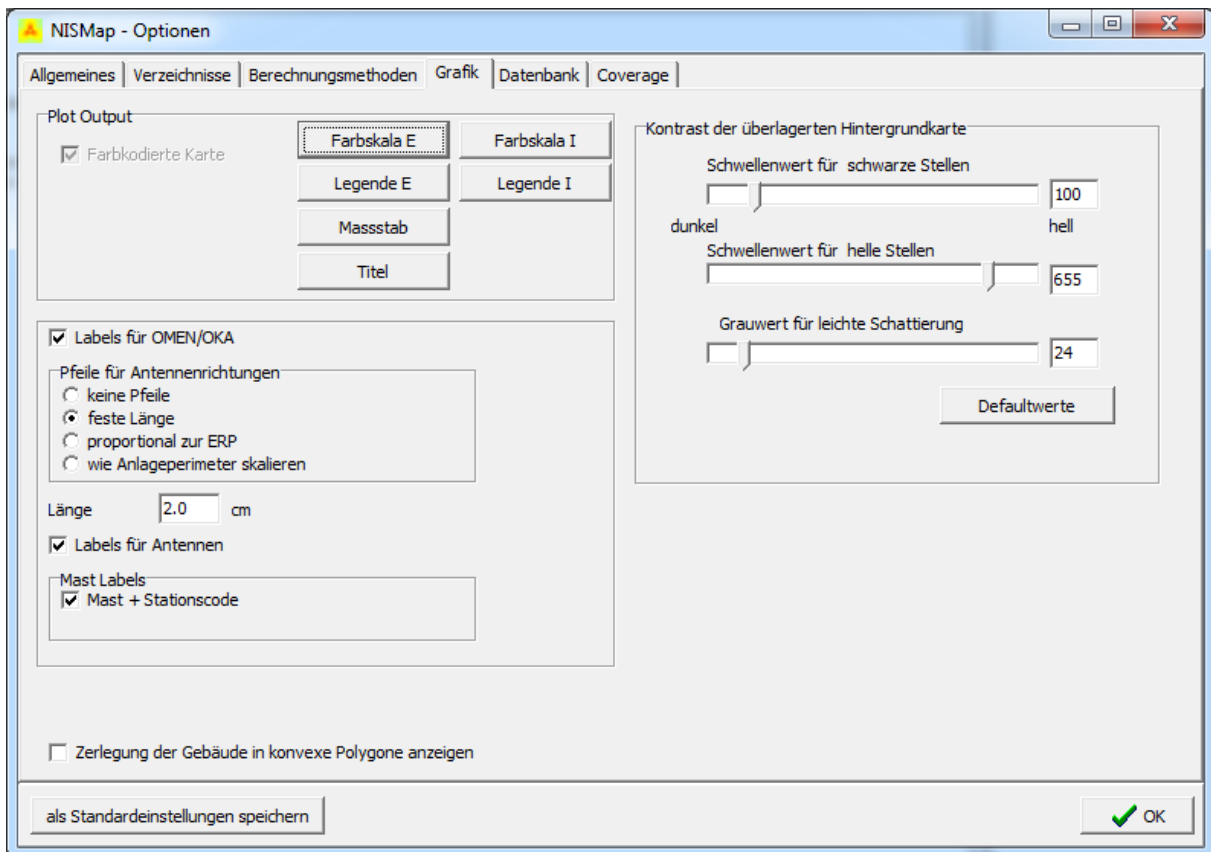 NISMap - Optionen
Allgemeines
Verzeichnisse
Berechnungsmethoden
Grafik
Datenbank
Coverage
Plot Output
Farbkodierte Karte
Farbskala E
Farbskala I
Legende E
Legende I
Massstab
Titel
Labels für OMEN/OKA
Pfeile für Antennenrichtungen
keine Pfeile
feste Länge
proportional zur ERP
wie Anlageperimeter skalieren
Länge 2.0 cm
Labels für Antennen
Mast Labels
Mast + Stationscode
Zerlegung der Gebäude in konvexe Polygone anzeigen
Kontrast der überlagerten Hintergrundkarte
Schwellenwert für schwarze Stellen
100
dunkel hell
Schwellenwert für helle Stellen
655
Grauwert für leichte Schattierung
24
Defaultwerte
als Standardeinstellungen speichern
OK